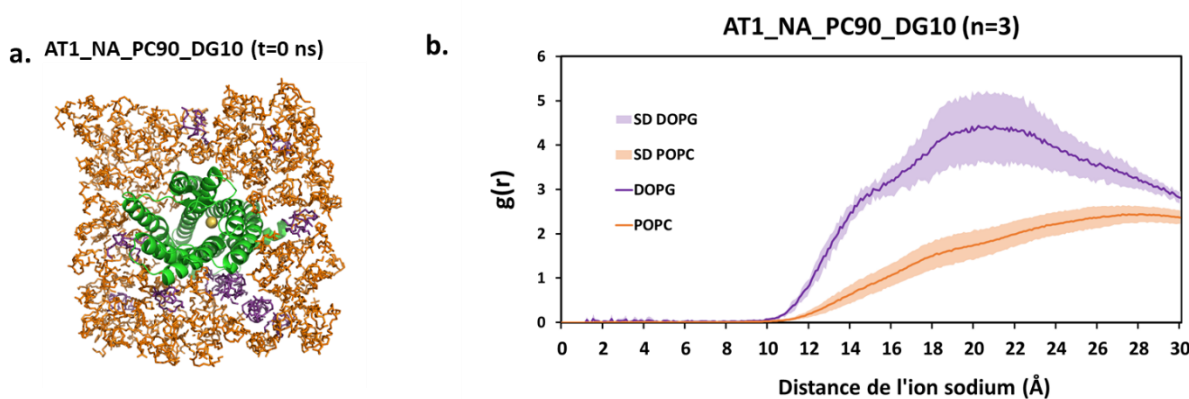 a.
AT1_NA_PC90_DG10 (t=0 ns)
b.
AT1_NA_PC90_DG10 (n=3)
g(r)
6
5
4
3
2
1
0
SD DOPG
SD POPC
DOPG
POPC
0 2 4 6 8 10 12 14 16 18 20 22 24 26 28 30
Distance de l'ion sodium (Å)